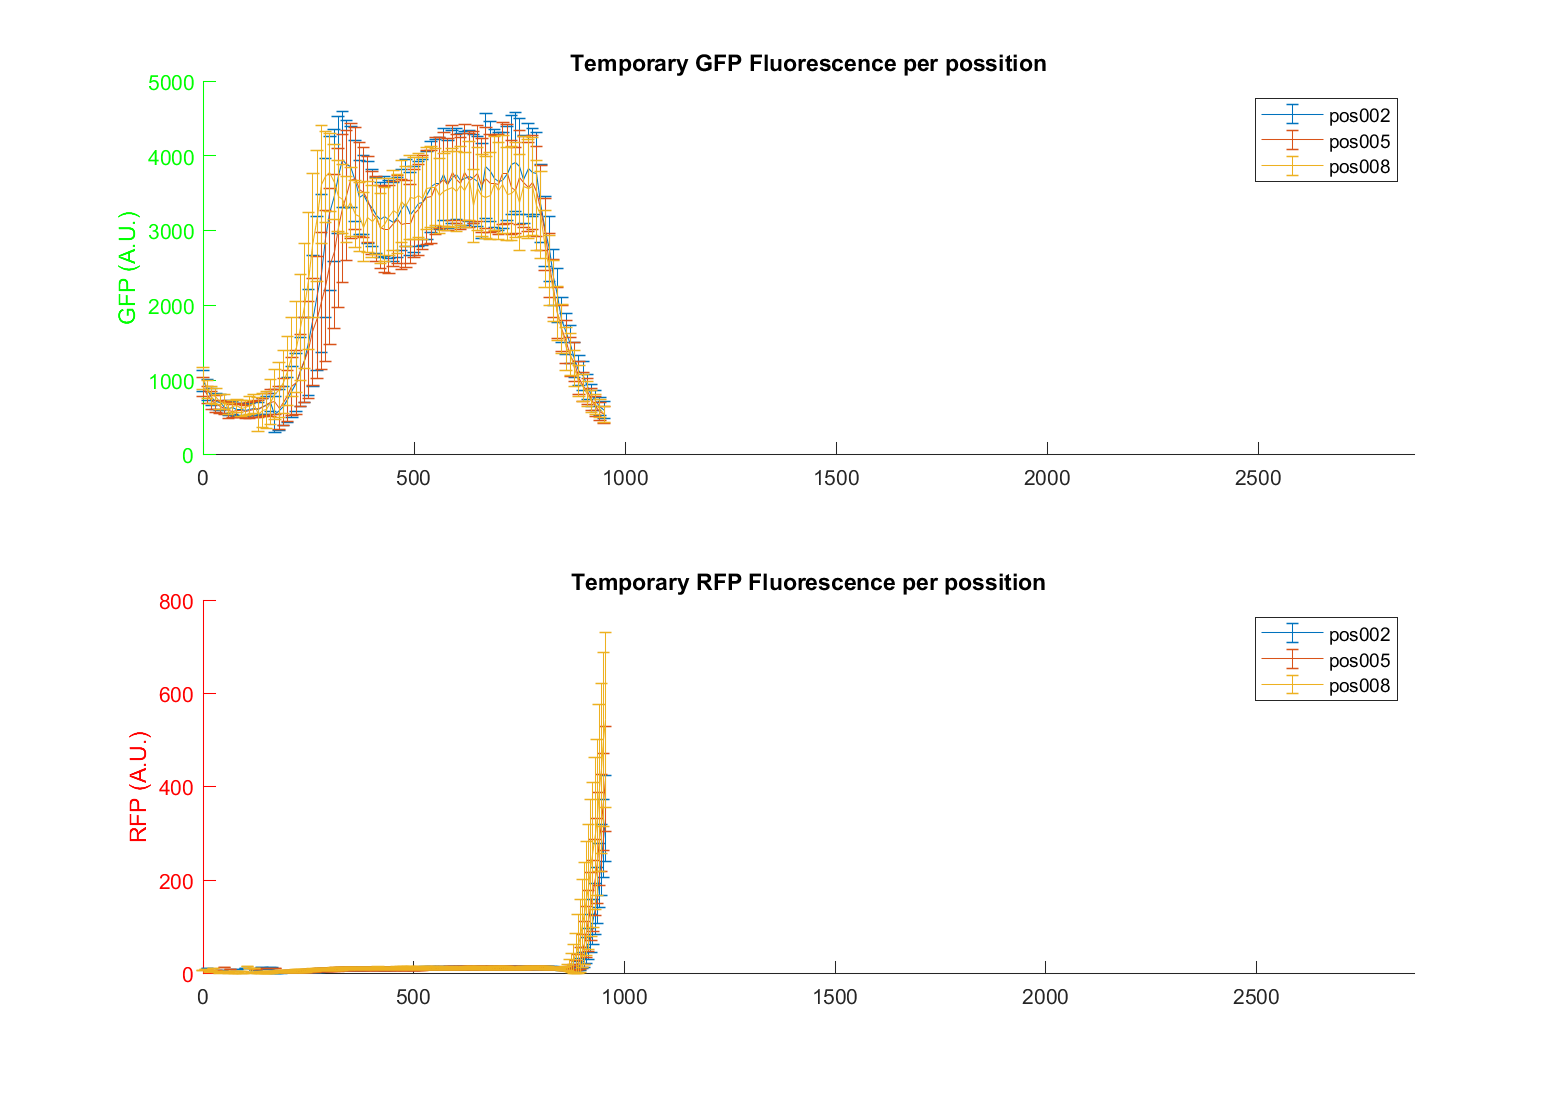 Temporary GFP Fluorescence per possition
5000
4000
3000
2000
1000
0
GFP (A.U.)
0 500 1000 1500 2000 2500
pos002
pos005
pos008
Temporary RFP Fluorescence per possition
800
600
400
200
0
RFP (A.U.)
0 500 1000 1500 2000 2500
pos002
pos005
pos008